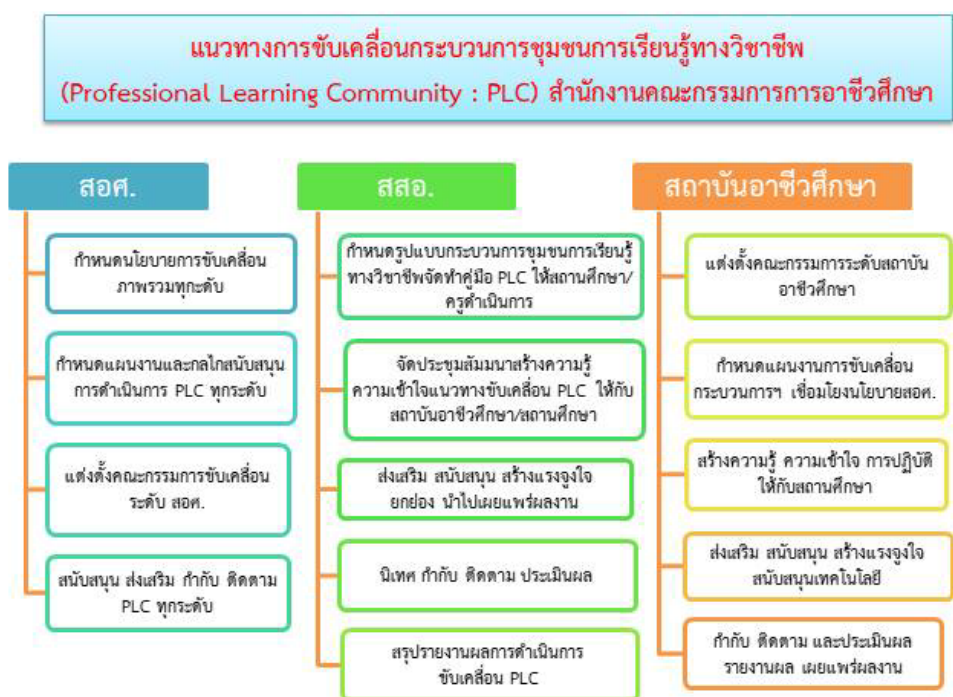 แนวทางการขับเคลื่อนกระบวนการชุมชนการเรียนรู้ทางวิชาชีพ
(Professional Learning Community : PLC) สำนักงานคณะกรรมการการอาชีวศึกษา
สอศ.
กำหนดนโยบายการขับเคลื่อน
ภาพรวมทุกะดับ
กำหนดแผนงานและกลไกสนับสนุน
การดำเนินการ PLC ทุกระดับ
แต่งตั้งคณะกรรมการขับเคลื่อน
ระดับ สอศ.
สนับสนุน ส่งเสริม กำกับ ติดตาม
PLC ทุกระดับ
สสอ.
กำหนดรูปแบบกระบวนการชุมชนการเรียนรู้
ทางวิชาชีพจัดทำคู่มือ PLC ให้สถานศึกษา/
ครูดำเนินการ
จัดประชุมสัมมนาสร้างความรู้
ความเข้าใจแนวทางขับเคลื่อน PLC ให้กับ
สถาบันอาชีวศึกษา/สถานศึกษา
ส่งเสริม สนับสนุน สร้างแรงจูงใจ
ยกย่อง นำไปเผยแพร่ผลงาน
นิเทศ กำกับ ติดตาม ประเมินผล
สรุปรายงานผลการดำเนินการ
ขับเคลื่อน PLC
สถาบันอาชีวศึกษา
แต่งตั้งคณะกรรมการระดับสถาบัน
อาชีวศึกษา
กำหนดแผนงานการขับเคลื่อน
กระบวนการฯ เชื่อมโยงนโยบายสอศ.
สร้างความรู้ ความเข้าใจ การปฏิบัติ
ให้กับสถานศึกษา
ส่งเสริม สนับสนุน สร้างแรงจูงใจ
สนับสนุนเทคโนโลยี
กำกับ ติดตาม และประเมินผล
รายงานผล เผยแพร่ผลงาน